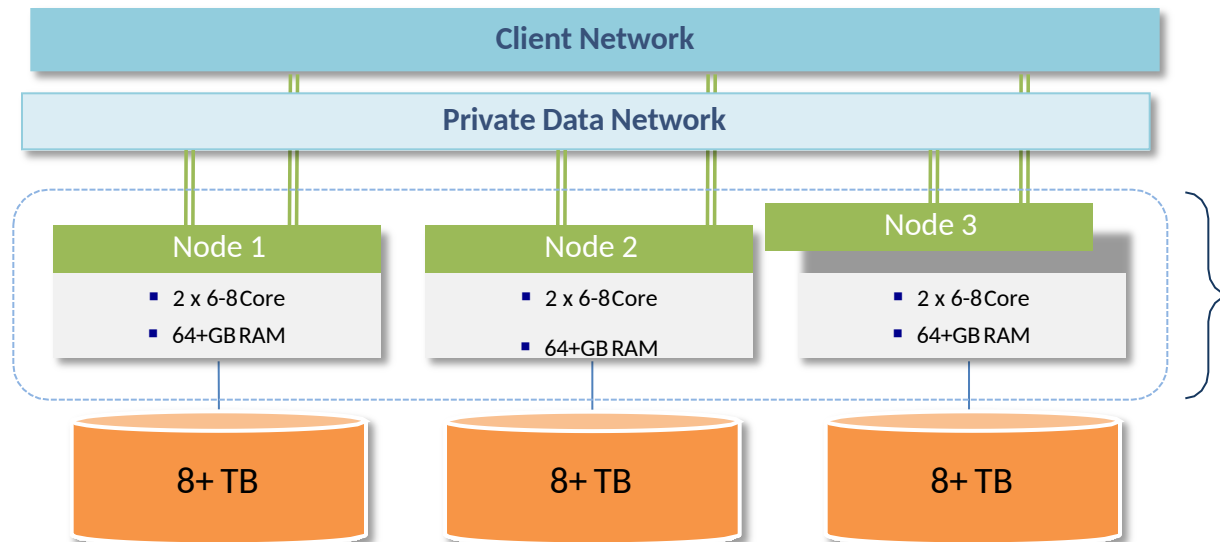 Client Network
Private Data Network
Node 1
2 x 6-8Core
64+GB RAM
Node 2
2 x 6-8Core
64+GB RAM
Node 3
2 x 6-8Core
64+GB RAM
8+ TB
8+ TB
8+ TB